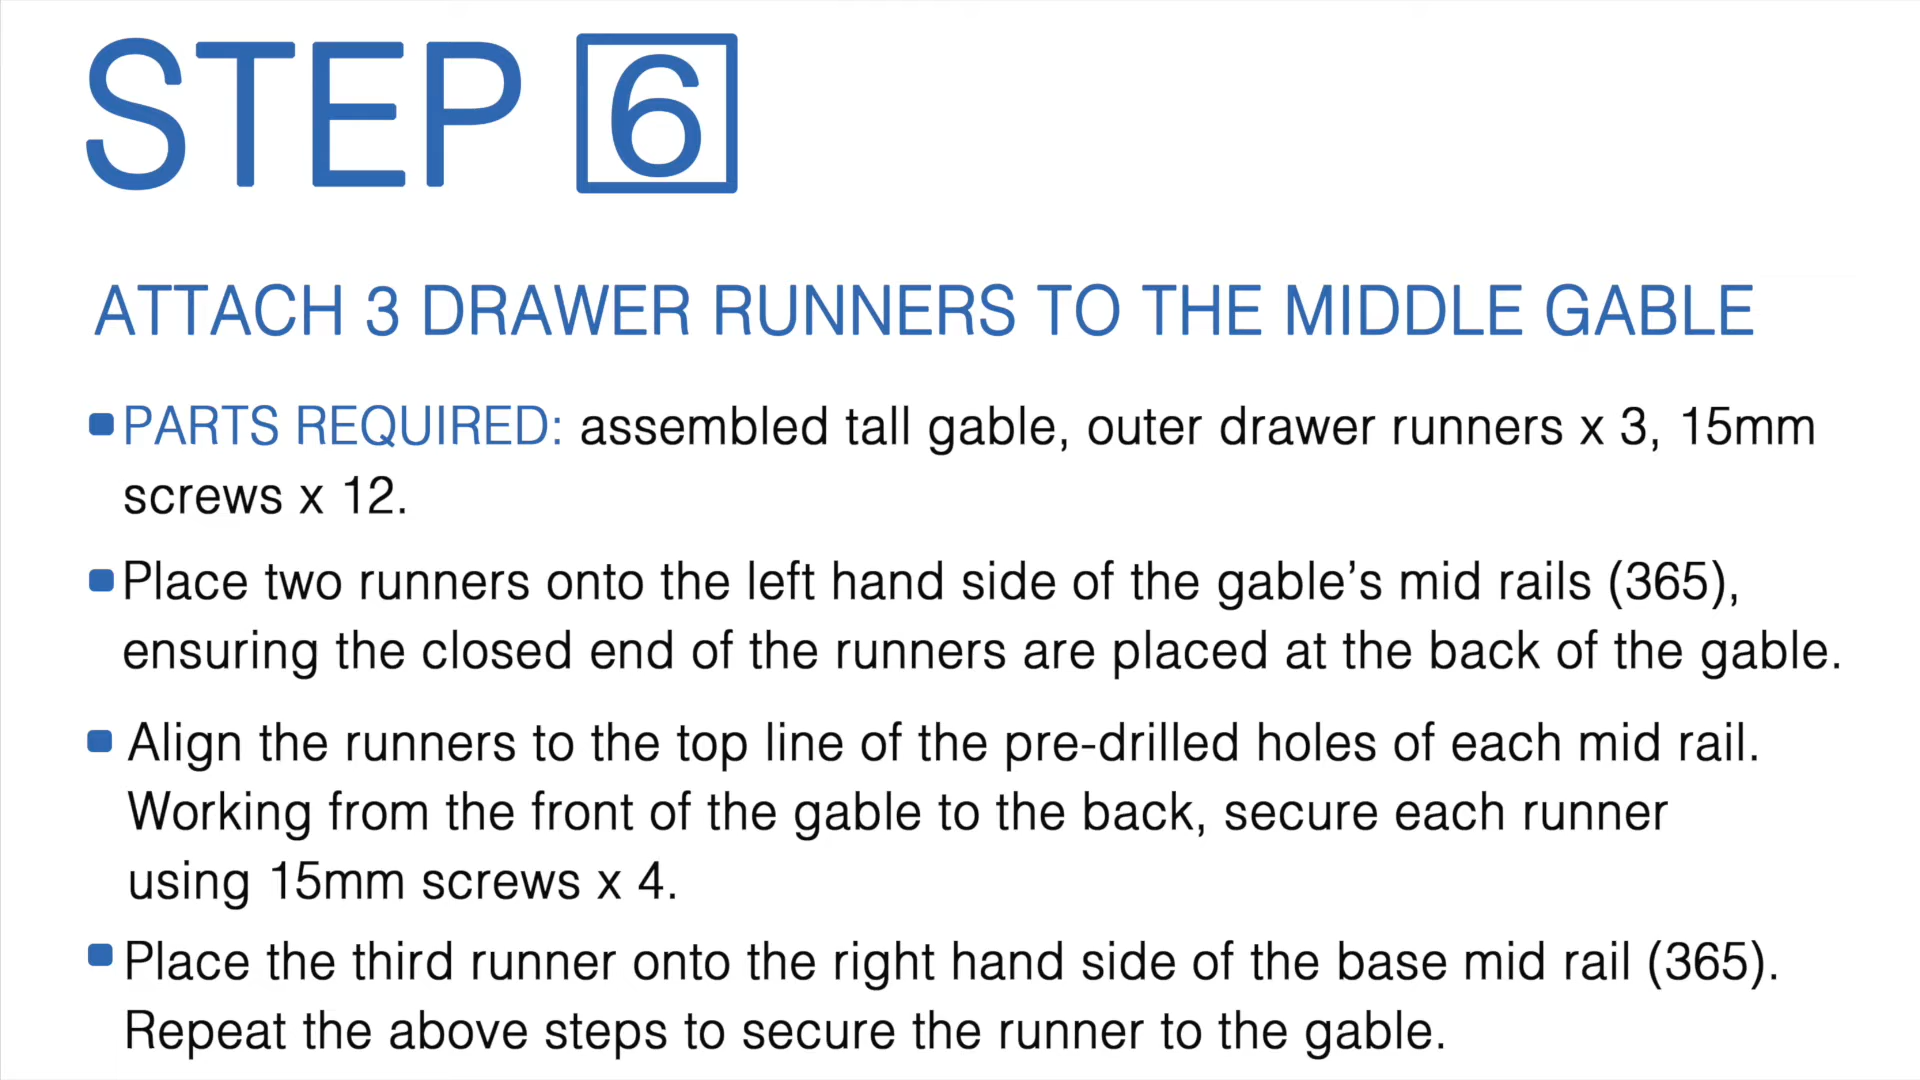 STEP 6
ATTACH 3 DRAWER RUNNERS TO THE MIDDLE GABLE
PARTS REQUIRED: assembled tall gable, outer drawer runners x 3, 15mm
screws x 12.
Place two runners onto the left hand side of the gable’s mid rails (365),
ensuring the closed end of the runners are placed at the back of the gable.
Align the runners to the top line of the pre-drilled holes of each mid rail.
Working from the front of the gable to the back, secure each runner
using 15mm screws x 4.
Place the third runner onto the right hand side of the base mid rail (365).
Repeat the above steps to secure the runner to the gable.